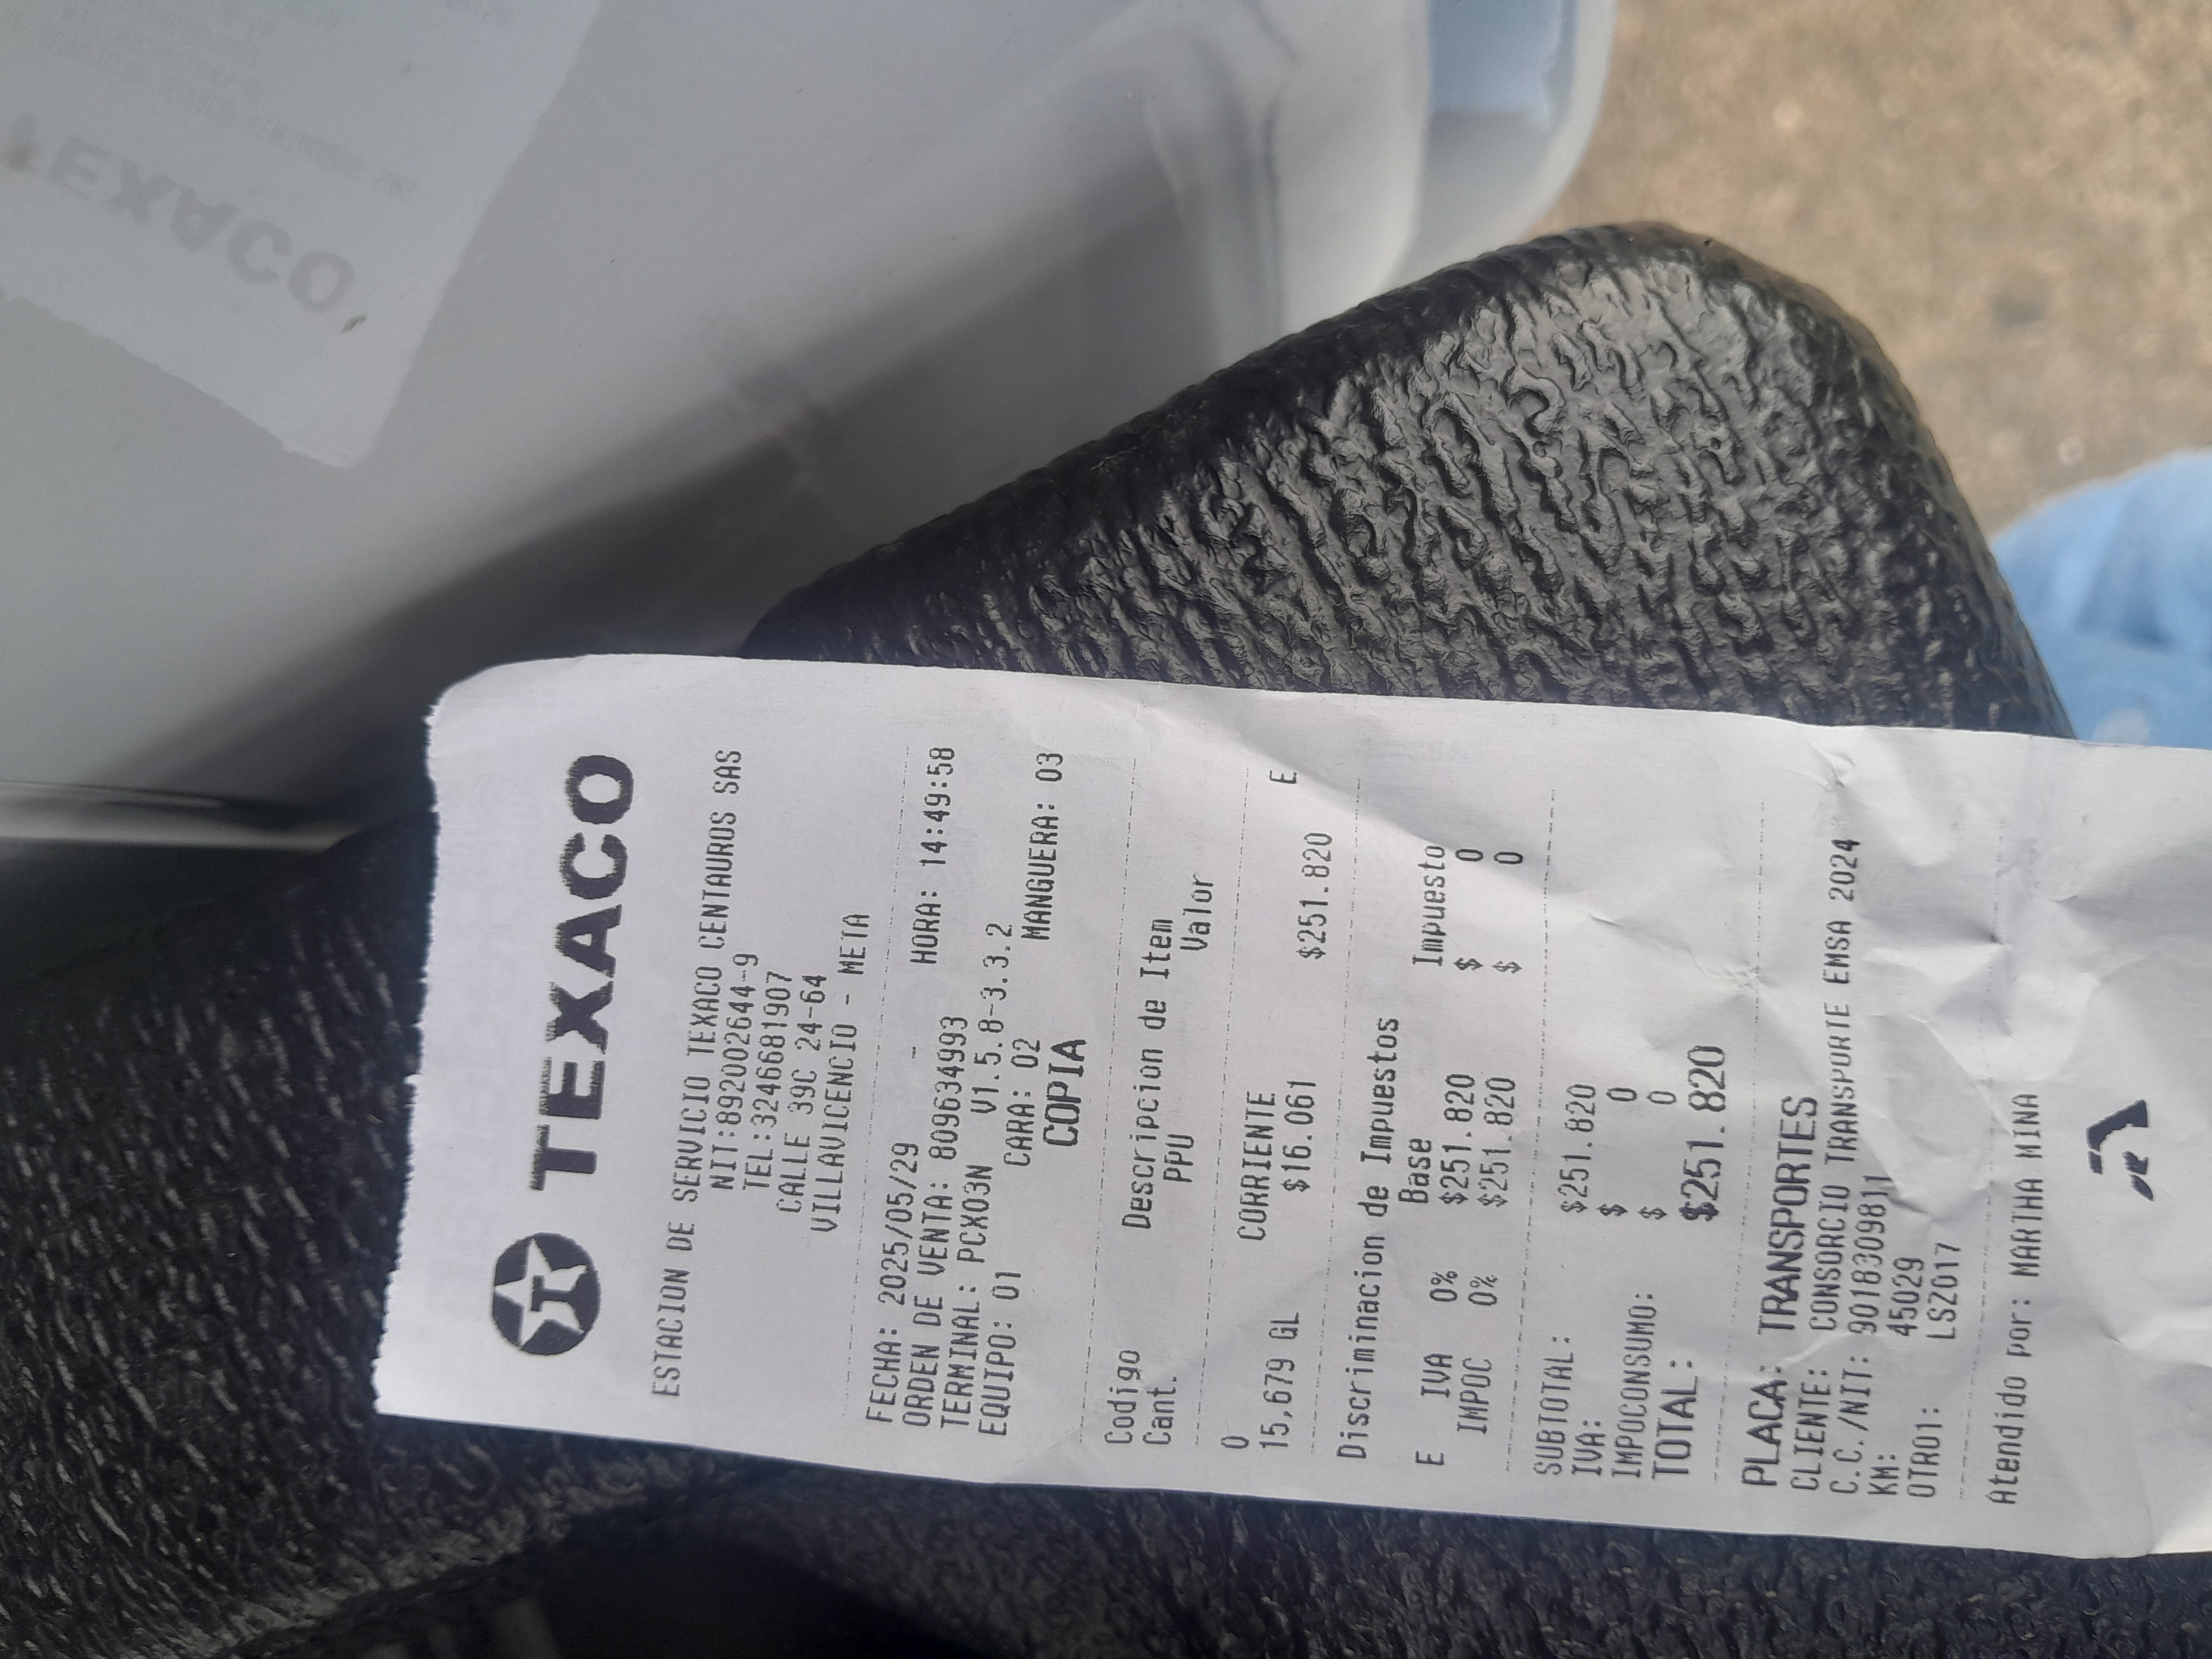 TEXACO
ESTACION DE SERVICIO TEXACO CENTAUROS SAS
NIT:892002644-9
TEL:3246681907
CALLE 39C 24-64
VILLAVICENCIO - META
FECHA: 2025/05/29 - HORA: 14:49:58
ORDEN DE VENTA: 809634993
TERMINAL: PCX03N V1.5.8-3.3.2
EQUIPO: 01 CARA: 02 MANGUERA: 03
COPIA
Codigo Descripcion de Item
Cant. PPU Valor
0 CORRIENTE E
15,679 GL $16.061 $251.820
Discriminacion de Impuestos
Base Impuesto
E IVA 0% $251.820 $ 0
IMPOC 0% $251.820 $ 0
SUBTOTAL: $251.820
IVA: $ 0
IMPOCONSUMO: $ 0
TOTAL: $251.820
PLACA: TRANSPORTES
CLIENTE: CONSORCIO TRANSPORTE EMSA 2024
C.C./NIT: 9018309811
KM: 45029
OTRO1: LSZ017
Atendido por: MARTHA MINA
TEXACO